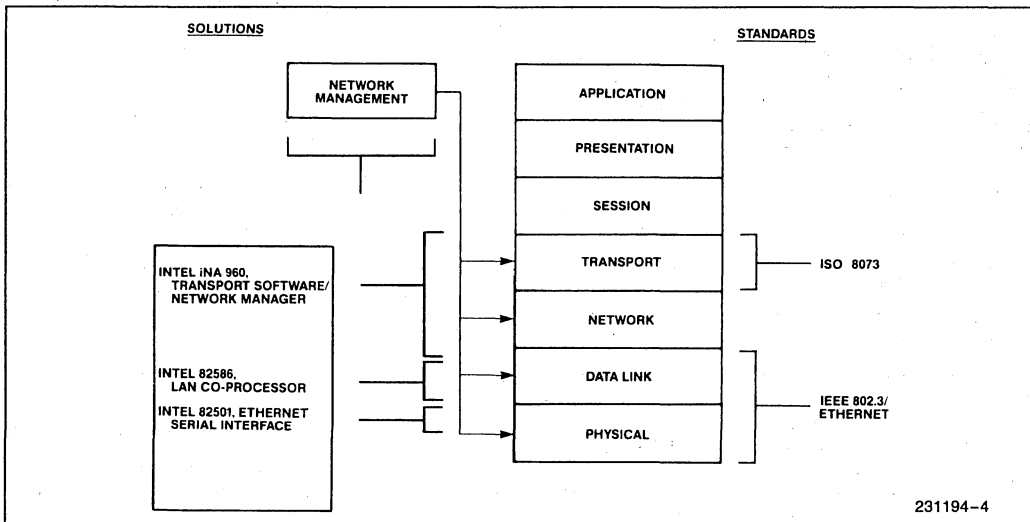 SOLUTIONS
STANDARDS
NETWORK
MANAGEMENT
APPLICATION
PRESENTATION
SESSION
TRANSPORT
NETWORK
DATA LINK
PHYSICAL
INTEL iNA 960,
TRANSPORT SOFTWARE/
NETWORK MANAGER
INTEL 82586,
LAN CO-PROCESSOR
INTEL 82501, ETHERNET
SERIAL INTERFACE
ISO 8073
IEEE 802.3/
ETHERNET
231194-4